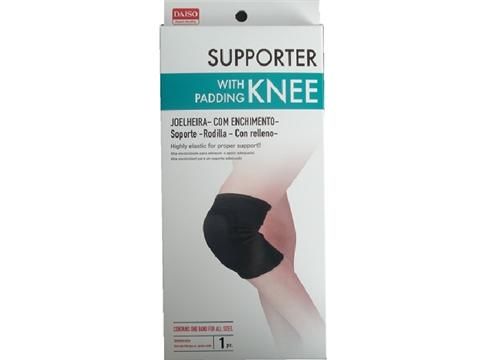 DAISO
SUPPORTER
WITH PADDING KNEE
JOELHEIRA- COM ENCHIMENTO-
Soporte -Rodilla - Con relleno-
Highly elastic for proper support!
CONTAINS ONE BAND FOR ALL SIZES.
1 pc.